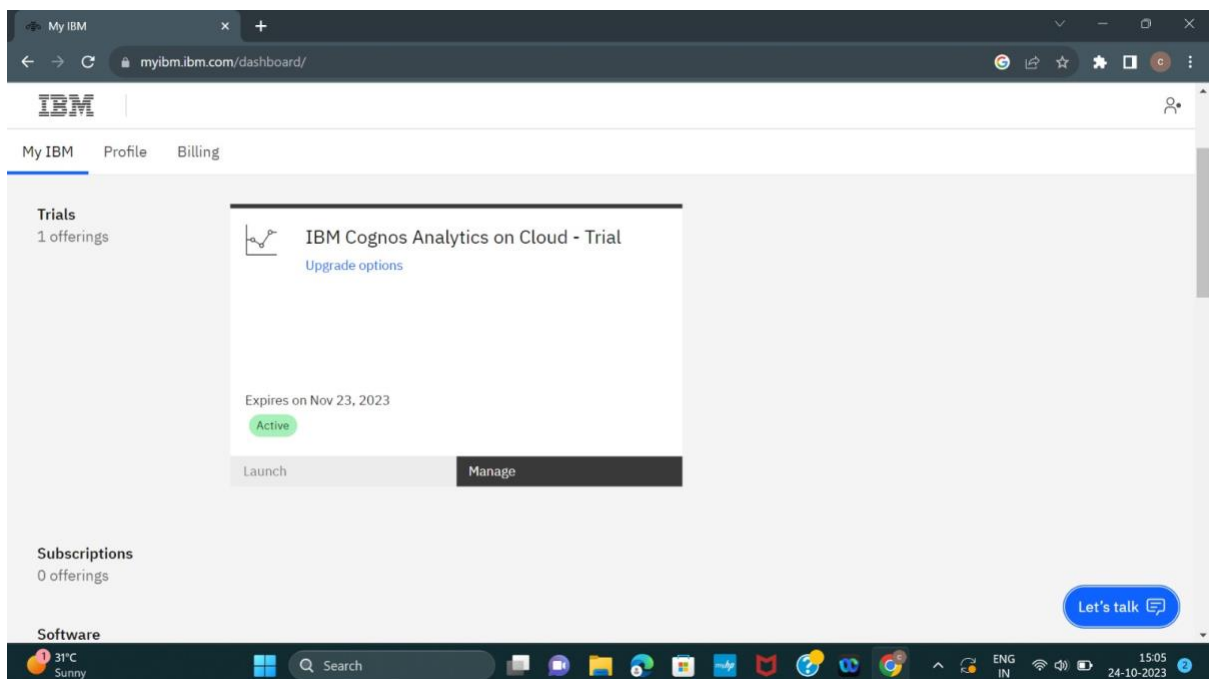 My IBM
myibm.ibm.com/dashboard/
C
IBM
My IBM Profile Billing
Trials
1 offerings
IBM Cognos Analytics on Cloud - Trial
Upgrade options
Expires on Nov 23, 2023
Active
Launch Manage
Subscriptions
0 offerings
Let's talk
Software
1
31°C
Sunny
Search
ENG
IN
15:05
24-10-2023
2